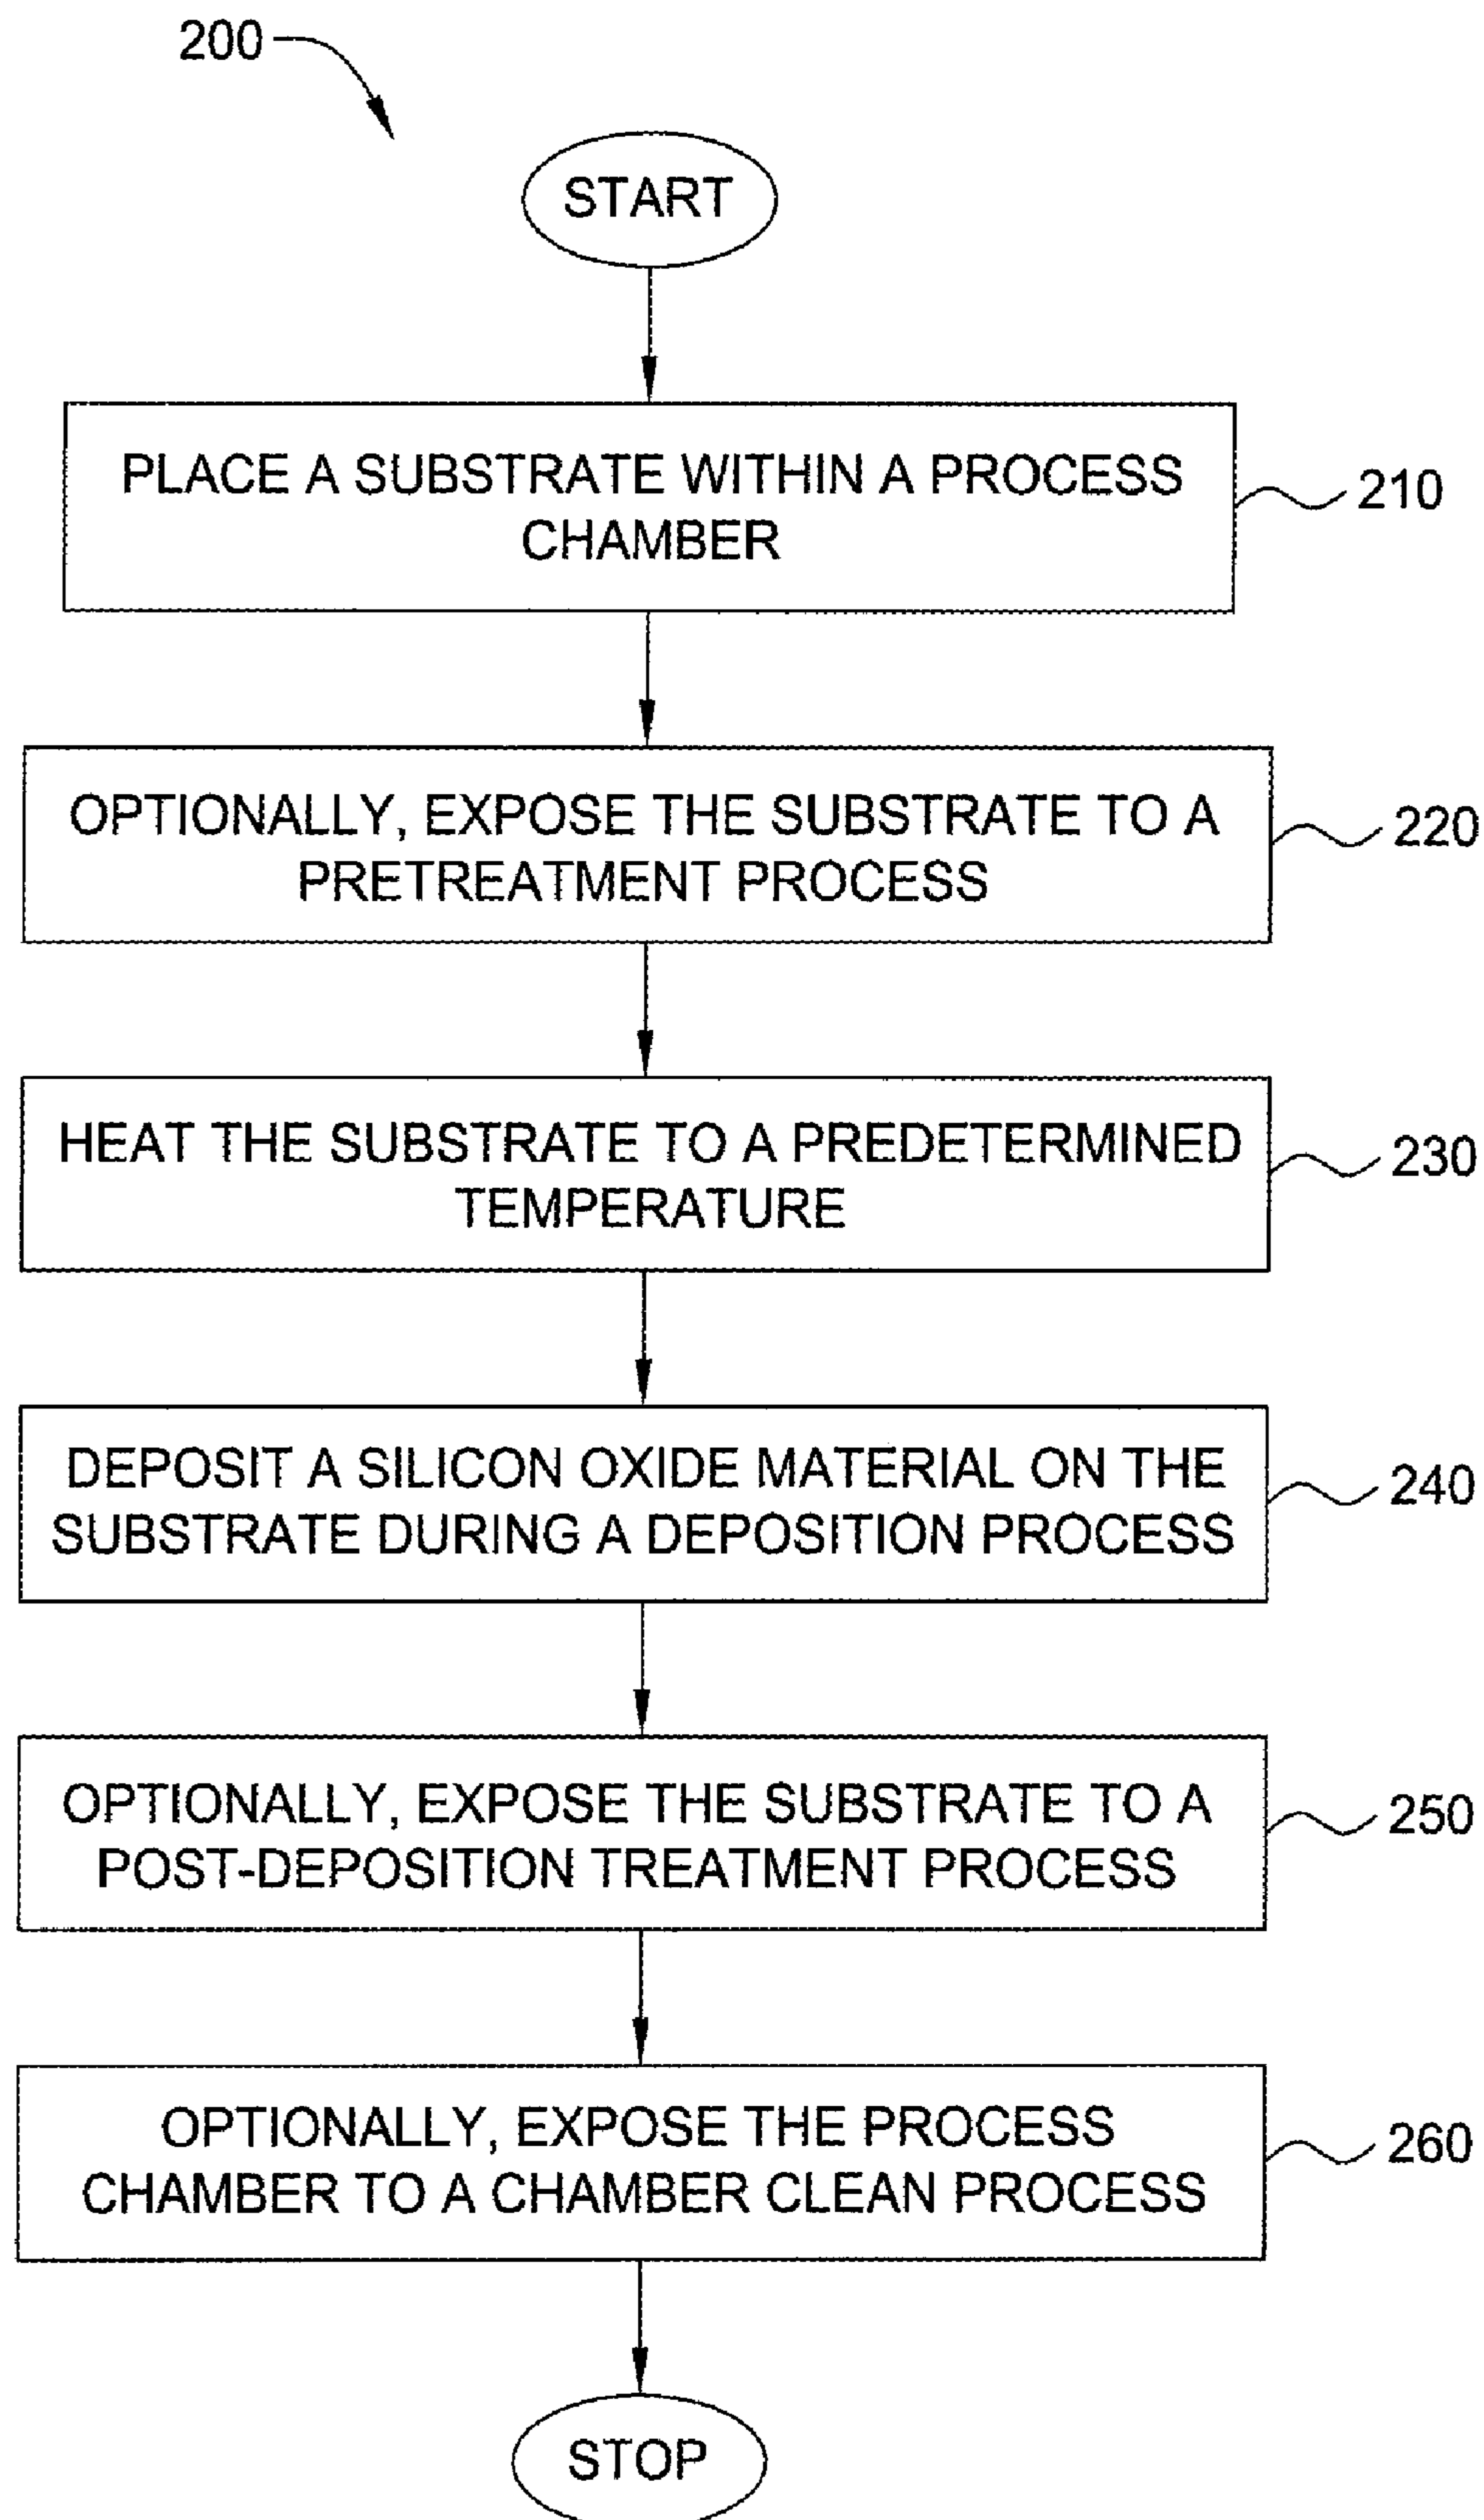 200
START
PLACE A SUBSTRATE WITHIN A PROCESS
CHAMBER
210
OPTIONALLY, EXPOSE THE SUBSTRATE TO A
PRETREATMENT PROCESS
220
HEAT THE SUBSTRATE TO A PREDETERMINED
TEMPERATURE
230
DEPOSIT A SILICON OXIDE MATERIAL ON THE
SUBSTRATE DURING A DEPOSITION PROCESS
240
OPTIONALLY, EXPOSE THE SUBSTRATE TO A
POST-DEPOSITION TREATMENT PROCESS
250
OPTIONALLY, EXPOSE THE PROCESS
CHAMBER TO A CHAMBER CLEAN PROCESS
260
STOP